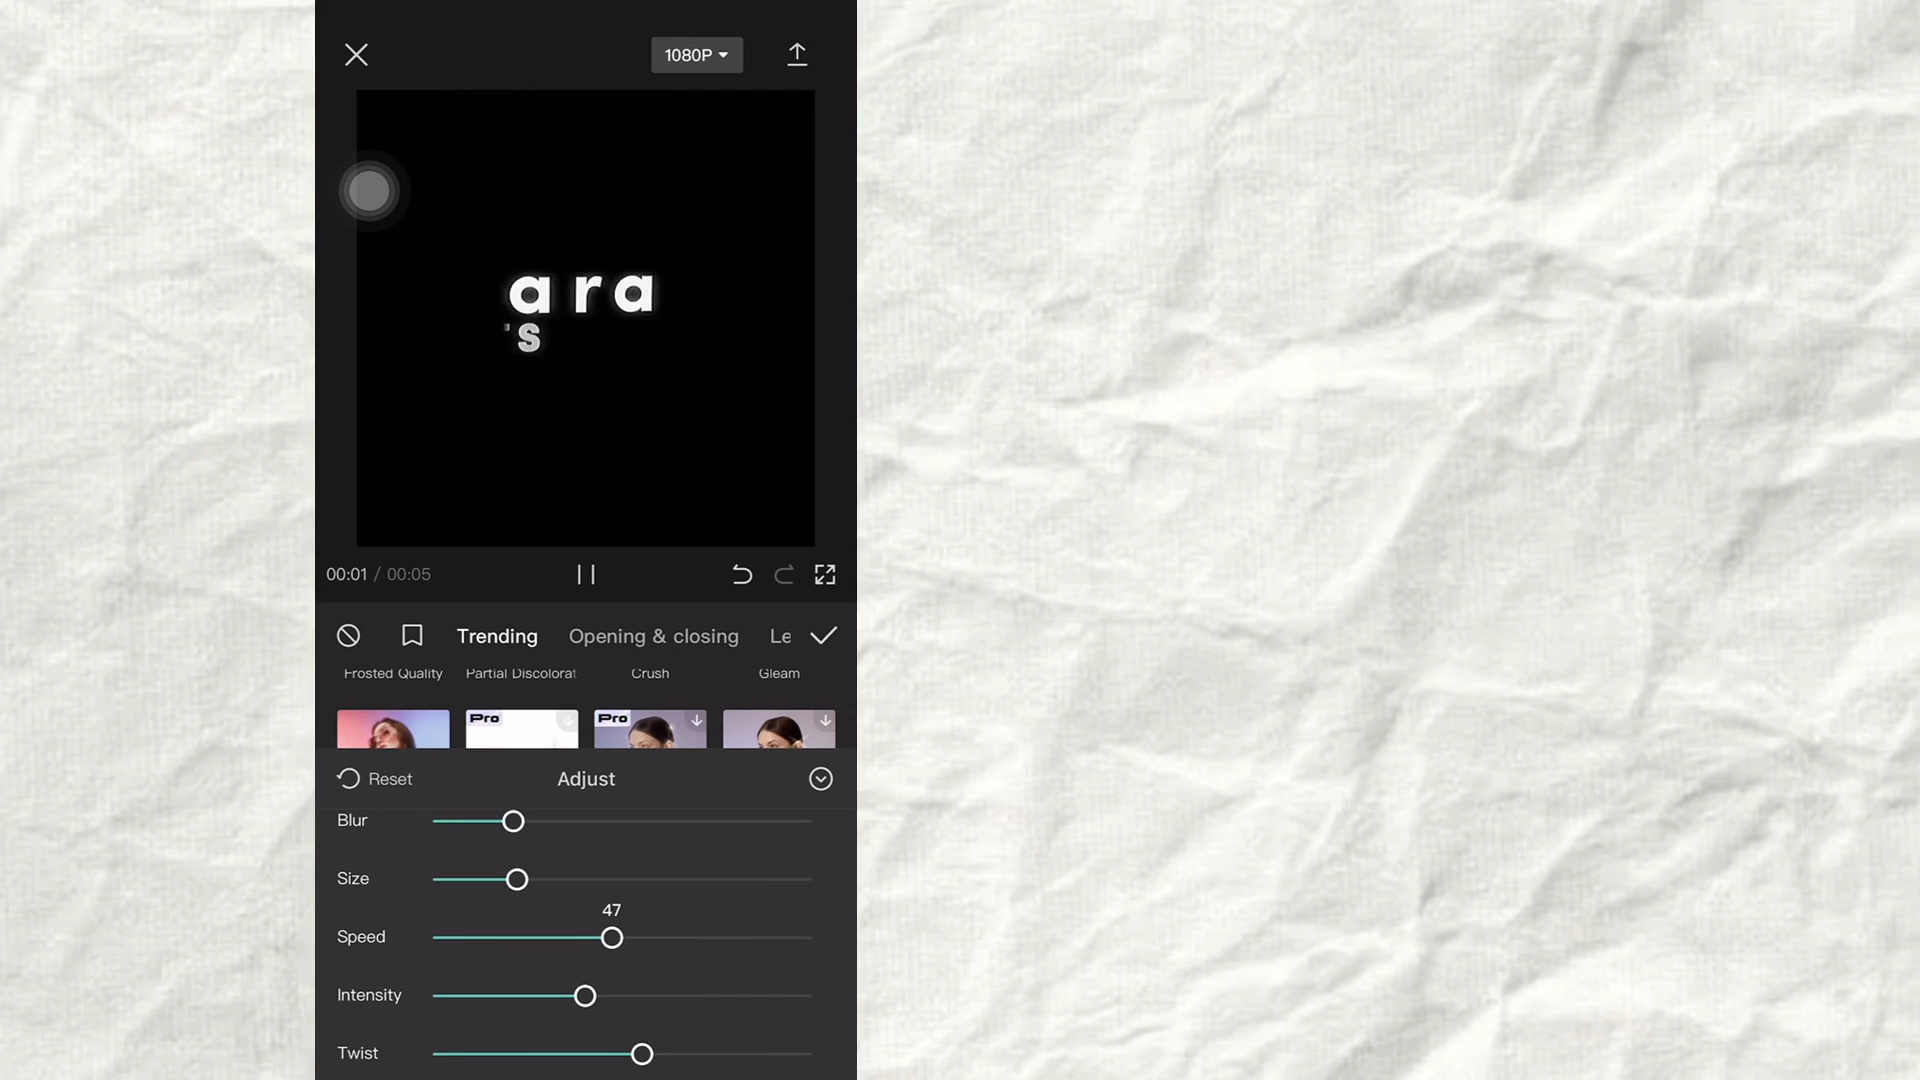 1080P
ara
's
00:01 / 00:05
Trending Opening & closing Le
Frosted Quality Partial Discolorat Crush Gleam
Pro Pro
Reset Adjust
Blur
Size
47
Speed
Intensity
Twist